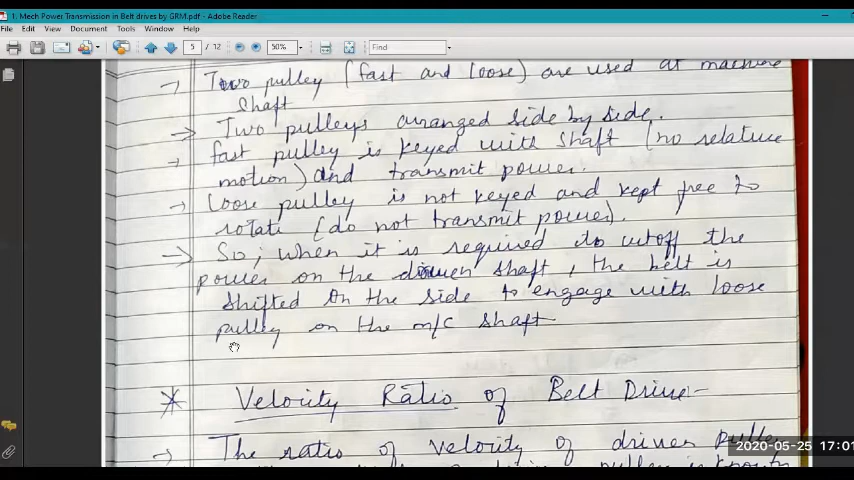 1. Mech Power Transmission in Belt drives by GRM.pdf - Adobe Reader
File Edit View Document Tools Window Help
5 / 12 50% Find
→ Two pulley (fast and loose) are used at machine
shaft
→ Two pulleys arranged side by side.
→ fast pulley is keyed with shaft (no relative
motion) and transmit power.
→ Loose pulley is not keyed and kept free to
rotate (do not transmit power).
→ So, when it is required to cutoff the
power on the driven shaft, the belt is
shifted on the side to engage with loose
pulley on the m/c shaft
* Velocity Ratio of Belt Drive-
→ The ratio of velocity of driven pulley
2020-05-25 17:01